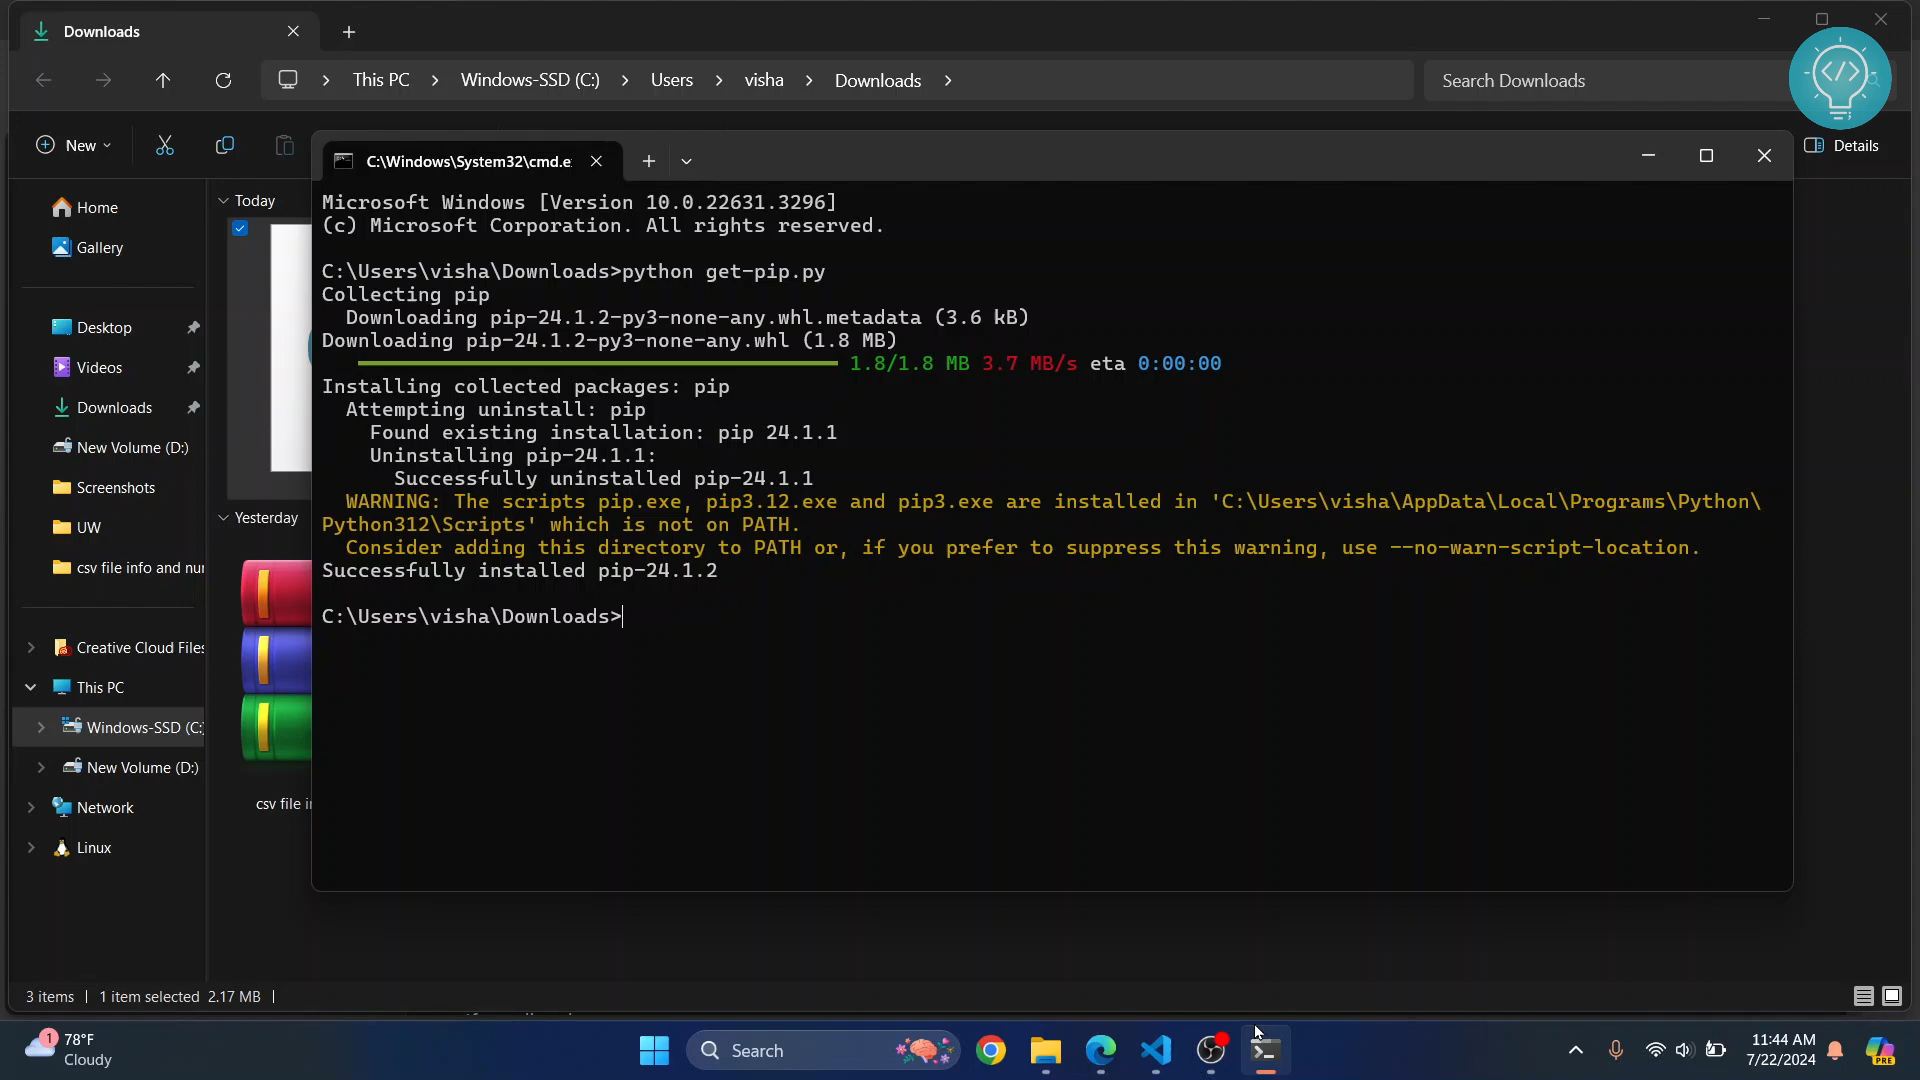 Downloads
This PC
Windows-SSD (C:)
Users
visha
Downloads
Search Downloads
New
Details
C:\Windows\System32\cmd.e
Home
Gallery
Desktop
Videos
Downloads
New Volume (D:)
Screenshots
UW
csv file info and nur
Creative Cloud Files
This PC
Windows-SSD (C:)
New Volume (D:)
Network
Linux
Today
Yesterday
csv file in
Microsoft Windows [Version 10.0.22631.3296]
(c) Microsoft Corporation. All rights reserved.
C:\Users\visha\Downloads>python get-pip.py
Collecting pip
Downloading pip-24.1.2-py3-none-any.whl.metadata (3.6 kB)
Downloading pip-24.1.2-py3-none-any.whl (1.8 MB)
1.8/1.8 MB 3.7 MB/s eta 0:00:00
Installing collected packages: pip
Attempting uninstall: pip
Found existing installation: pip 24.1.1
Uninstalling pip-24.1.1:
Successfully uninstalled pip-24.1.1
WARNING: The scripts pip.exe, pip3.12.exe and pip3.exe are installed in 'C:\Users\visha\AppData\Local\Programs\Python\
Python312\Scripts' which is not on PATH.
Consider adding this directory to PATH or, if you prefer to suppress this warning, use --no-warn-script-location.
Successfully installed pip-24.1.2
C:\Users\visha\Downloads>
3 items
1 item selected 2.17 MB
1
78°F
Cloudy
Search
11:44 AM
7/22/2024
PRE